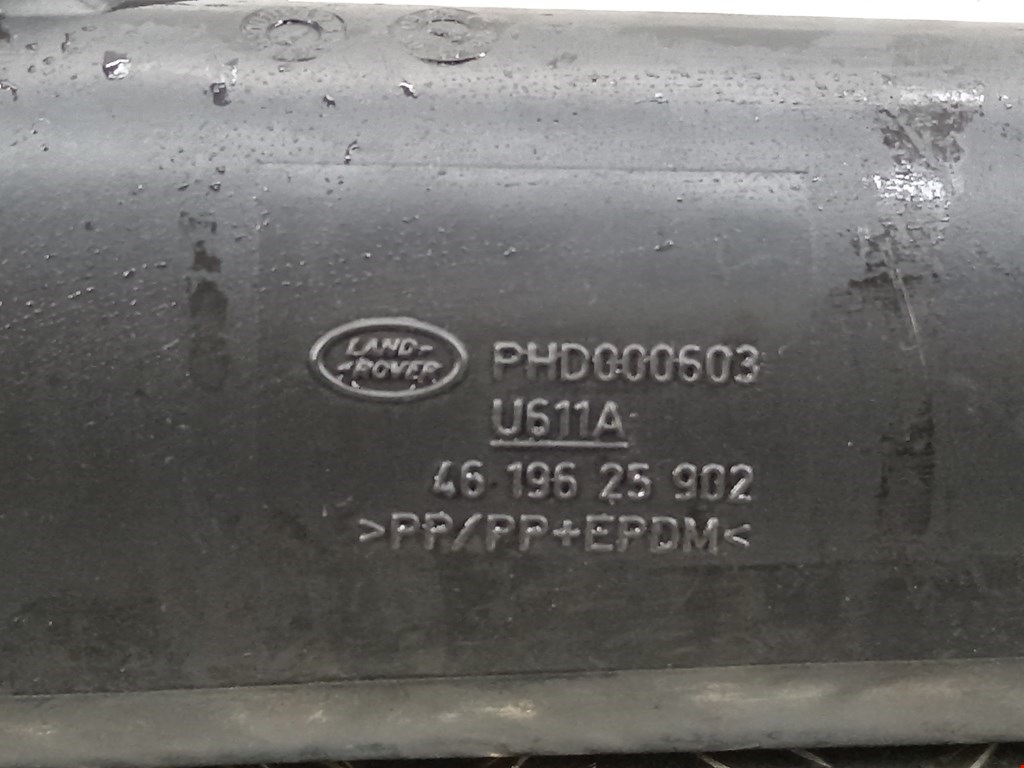 LAND-
ROVER
PHD000603
U611A
46 196 25 902
>PP/PP+EPDM<